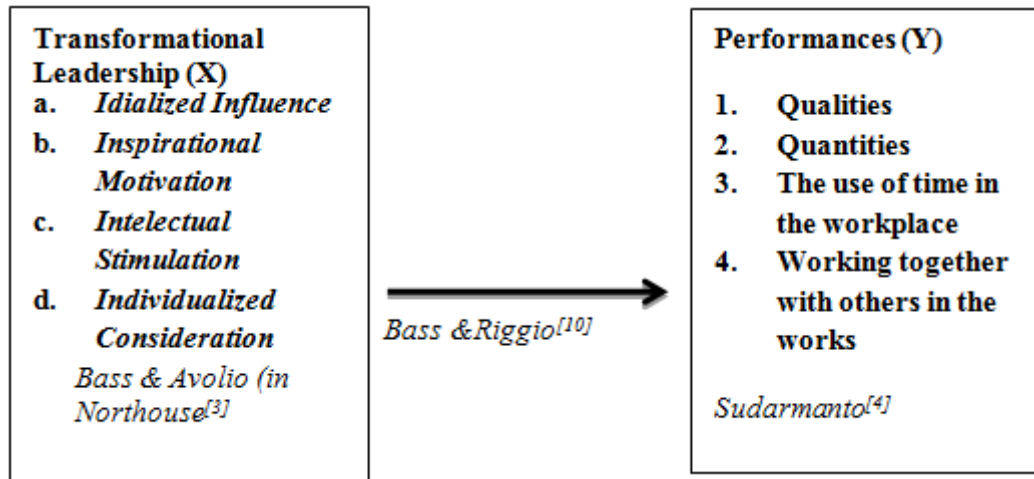 Transformational
Leadership (X)
a. Idialized Influence
b. Inspirational
Motivation
c. Intelectual
Stimulation
d. Individualized
Consideration
Bass & Avolio (in
Northouse[3]
Bass &Riggio[10]
Performances (Y)
1. Qualities
2. Quantities
3. The use of time in
the workplace
4. Working together
with others in the
works
Sudarmanto[4]